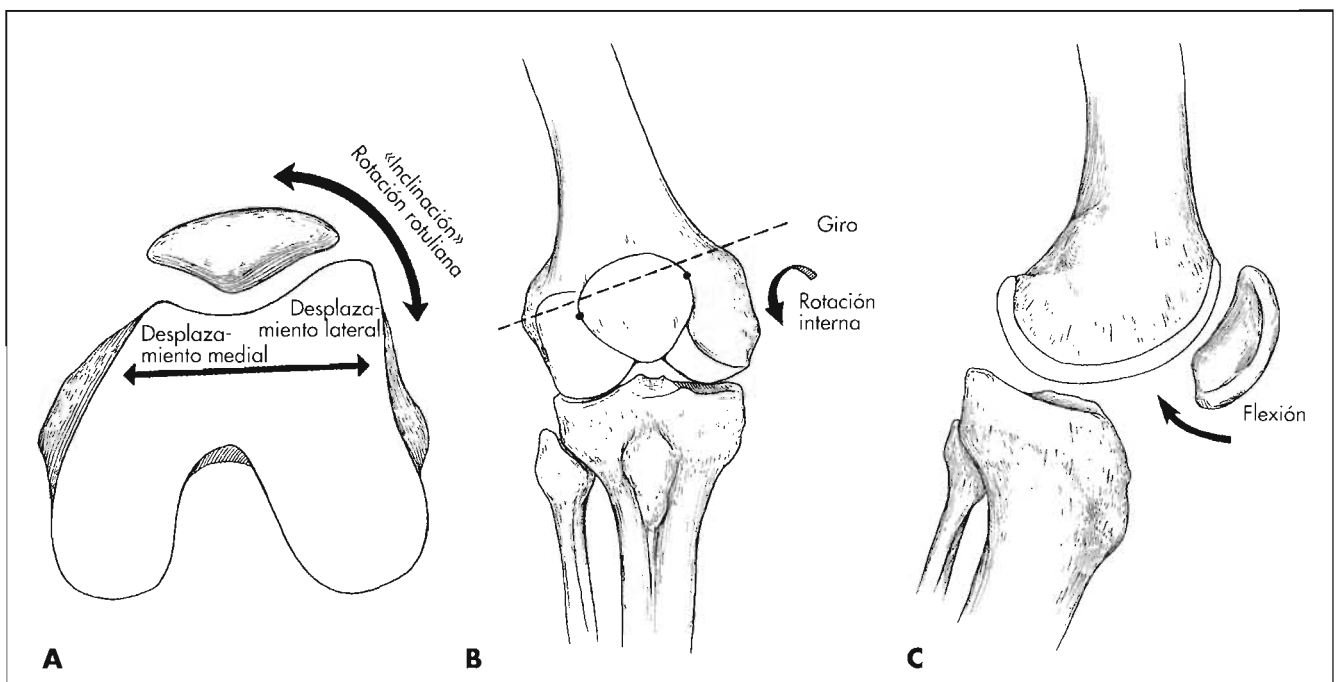 «Inclinación»
Rotación rotuliana
Desplaza-
miento lateral
Desplaza-
miento medial
A
Giro
Rotación
interna
B
Flexión
C